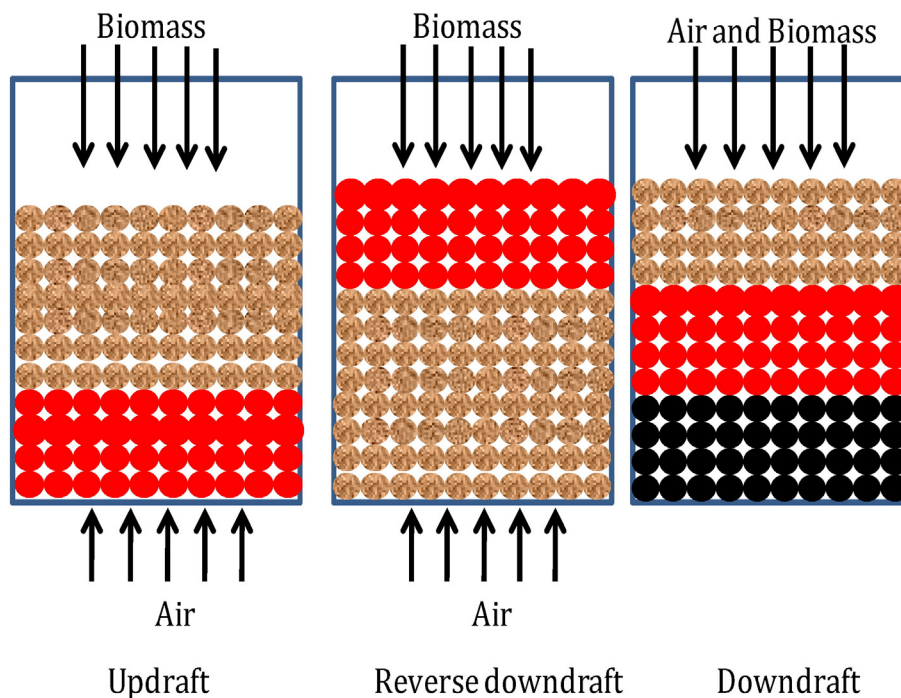 Biomass
Biomass
Air and Biomass
Air
Air
Updraft
Reverse downdraft
Downdraft